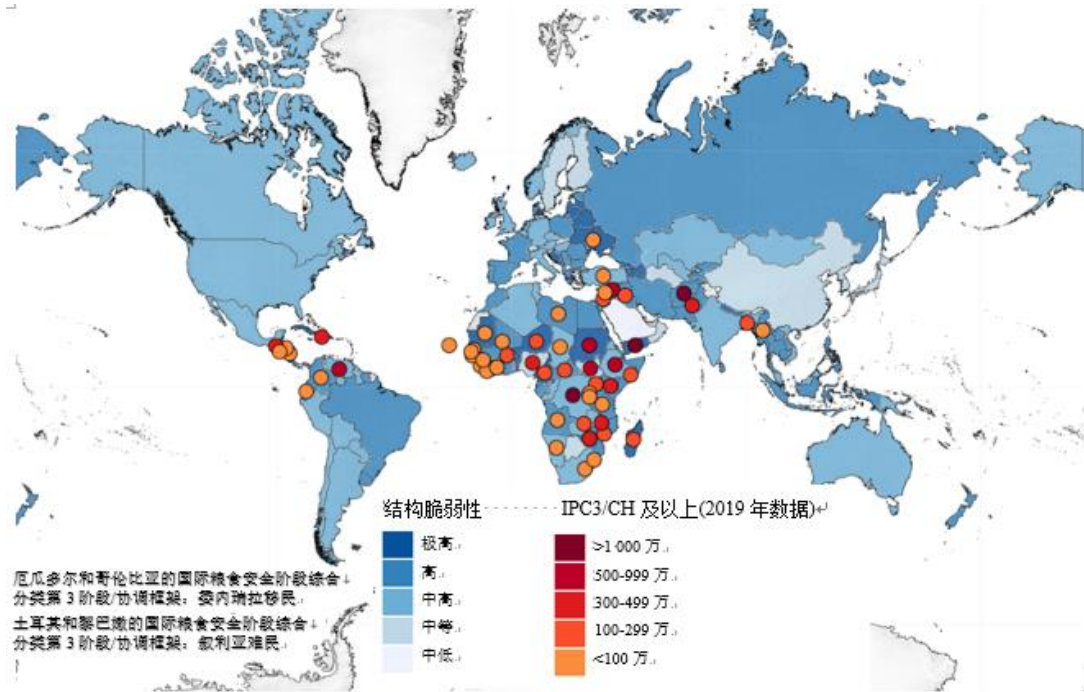 结构脆弱性 IPC3/CH 及以上(2019 年数据)
极高
高
中高
中等
中低
>1 000 万
500-999 万
300-499 万
100-299 万
<100 万
厄瓜多尔和哥伦比亚的国际粮食安全阶段综合
分类第 3 阶段/协调框架：委内瑞拉移民
土耳其和黎巴嫩的国际粮食安全阶段综合
分类第 3 阶段/协调框架：叙利亚难民